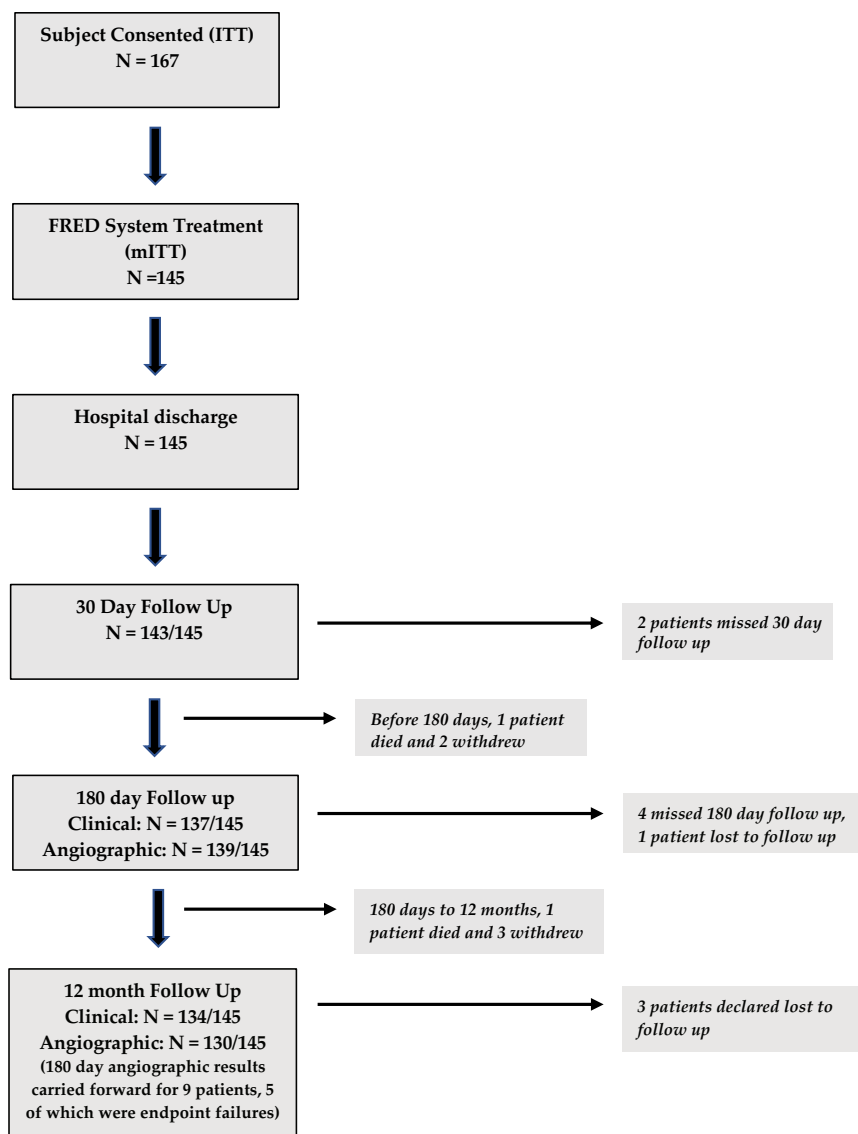 Subject Consented (ITT)
N = 167
FRED System Treatment
(mITT)
N =145
Hospital discharge
N = 145
30 Day Follow Up
N = 143/145
2 patients missed 30 day
follow up
Before 180 days, 1 patient
died and 2 withdrew
180 day Follow up
Clinical: N = 137/145
Angiographic: N = 139/145
4 missed 180 day follow up,
1 patient lost to follow up
180 days to 12 months, 1
patient died and 3 withdrew
12 month Follow Up
Clinical: N = 134/145
Angiographic: N = 130/145
(180 day angiographic results
carried forward for 9 patients, 5
of which were endpoint failures)
3 patients declared lost to
follow up